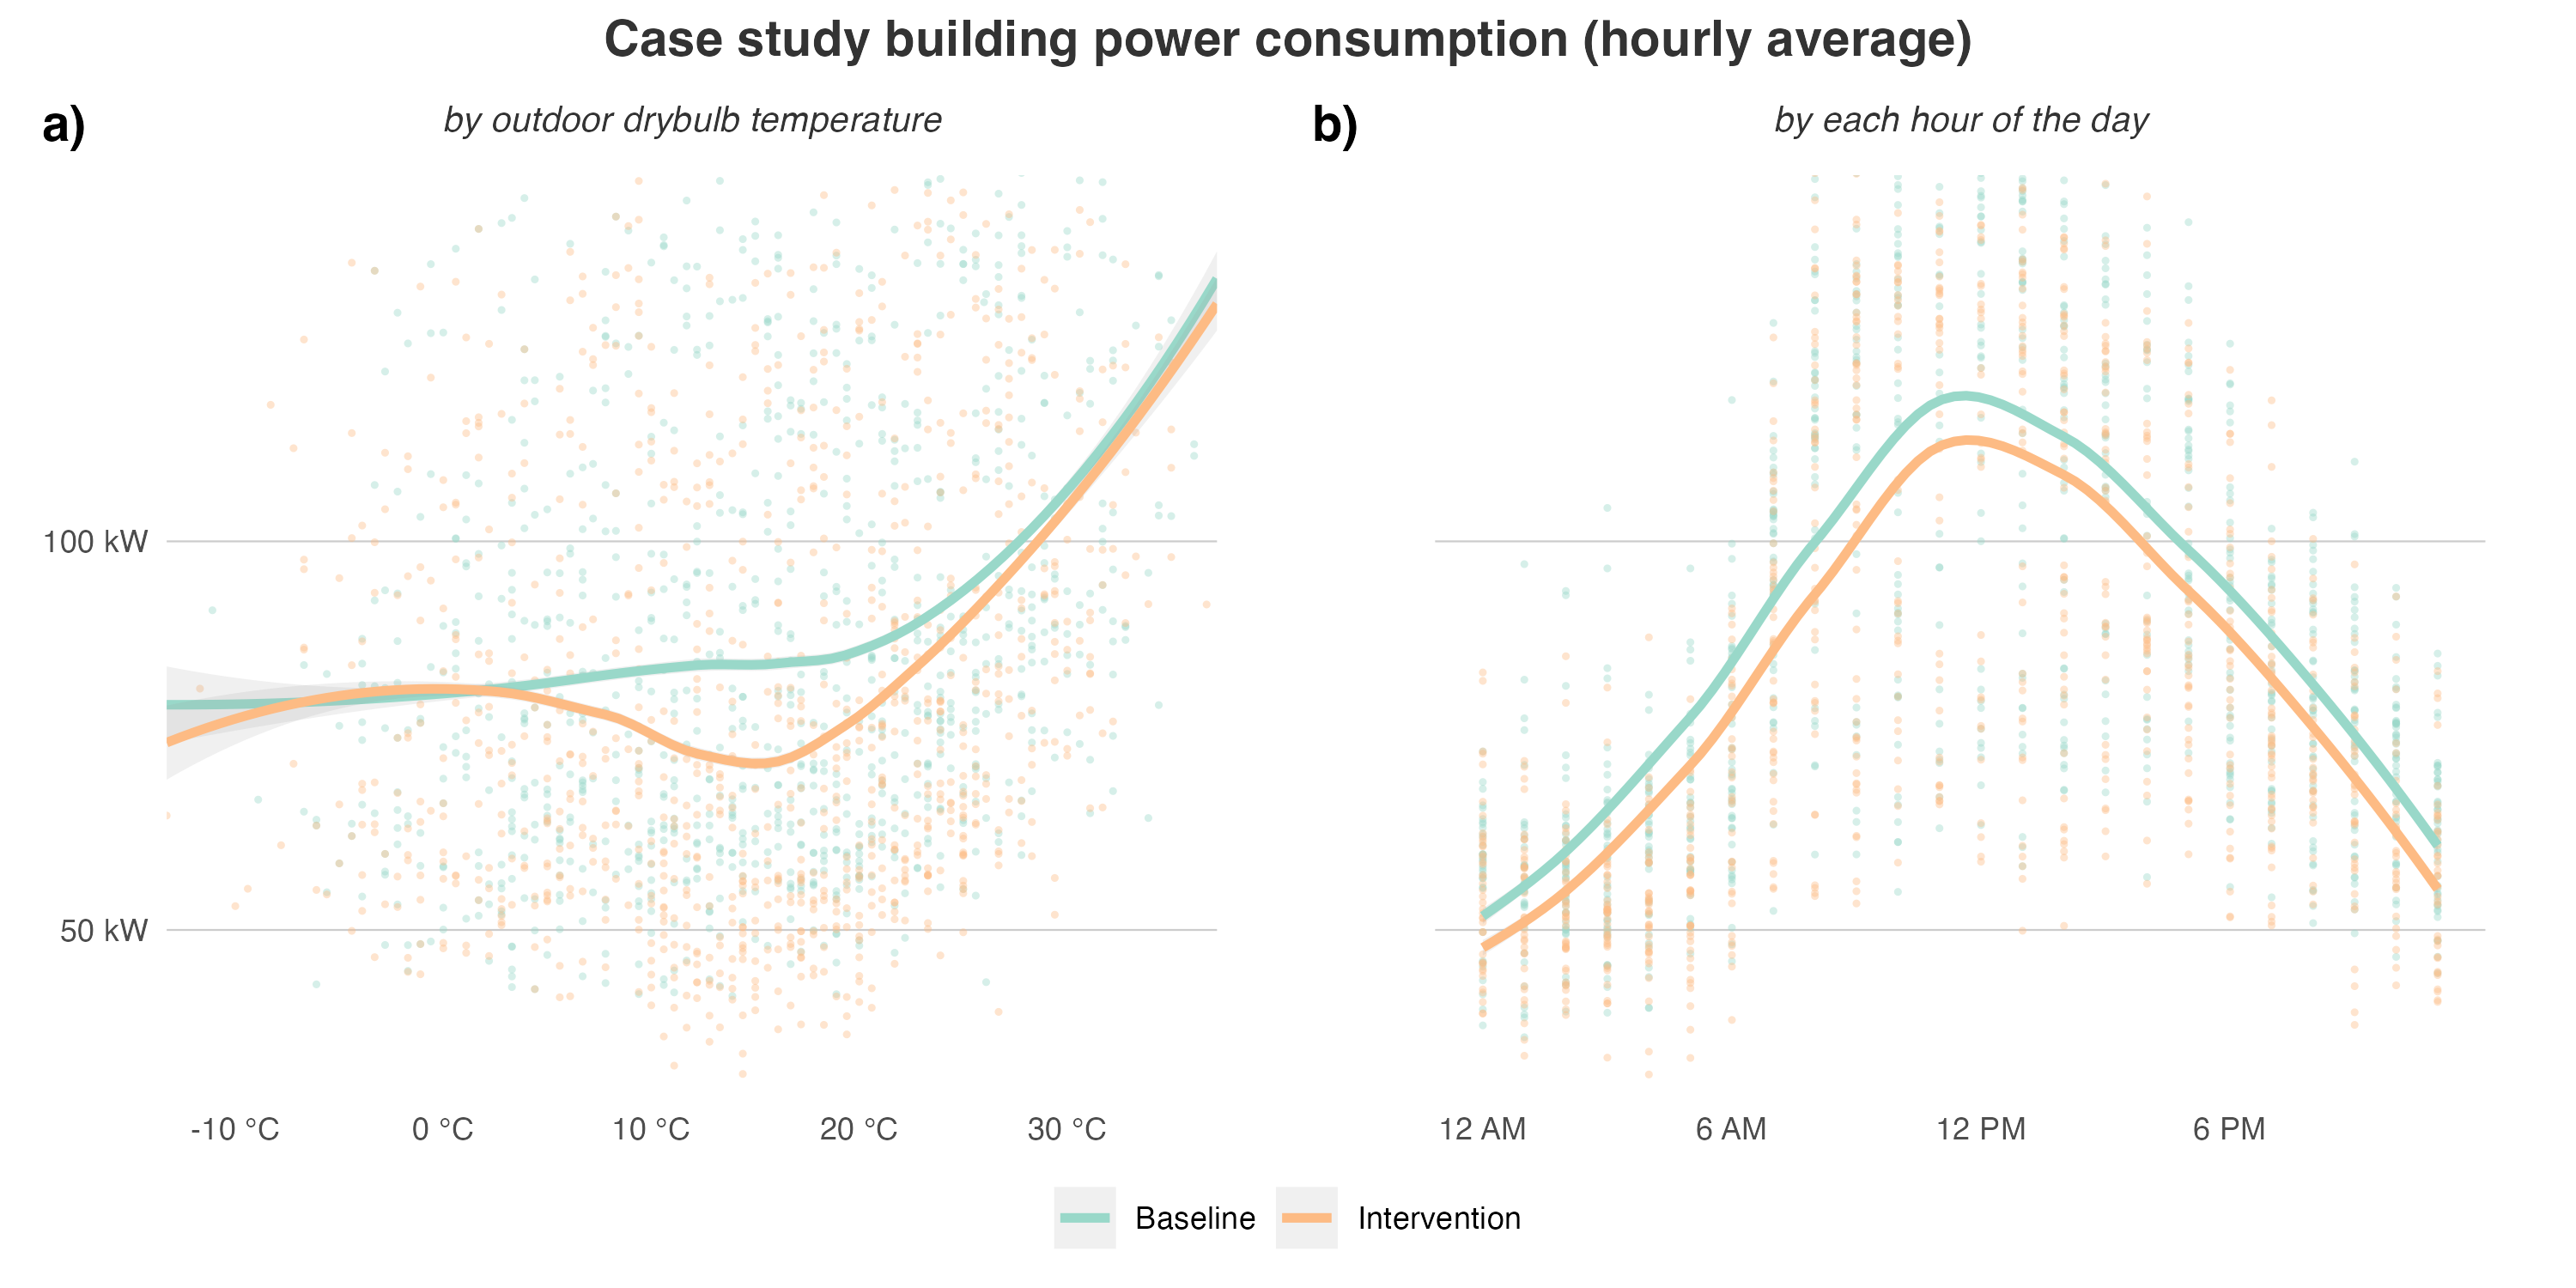 Case study building power consumption (hourly average)
a)
by outdoor drybulb temperature
b)
by each hour of the day
100 kW
50 kW
-10 °C 0 °C 10 °C 20 °C 30 °C
12 AM 6 AM 12 PM 6 PM
Baseline Intervention